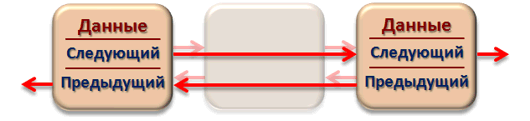 Данные
Следующий
Предыдущий
Данные
Следующий
Предыдущий